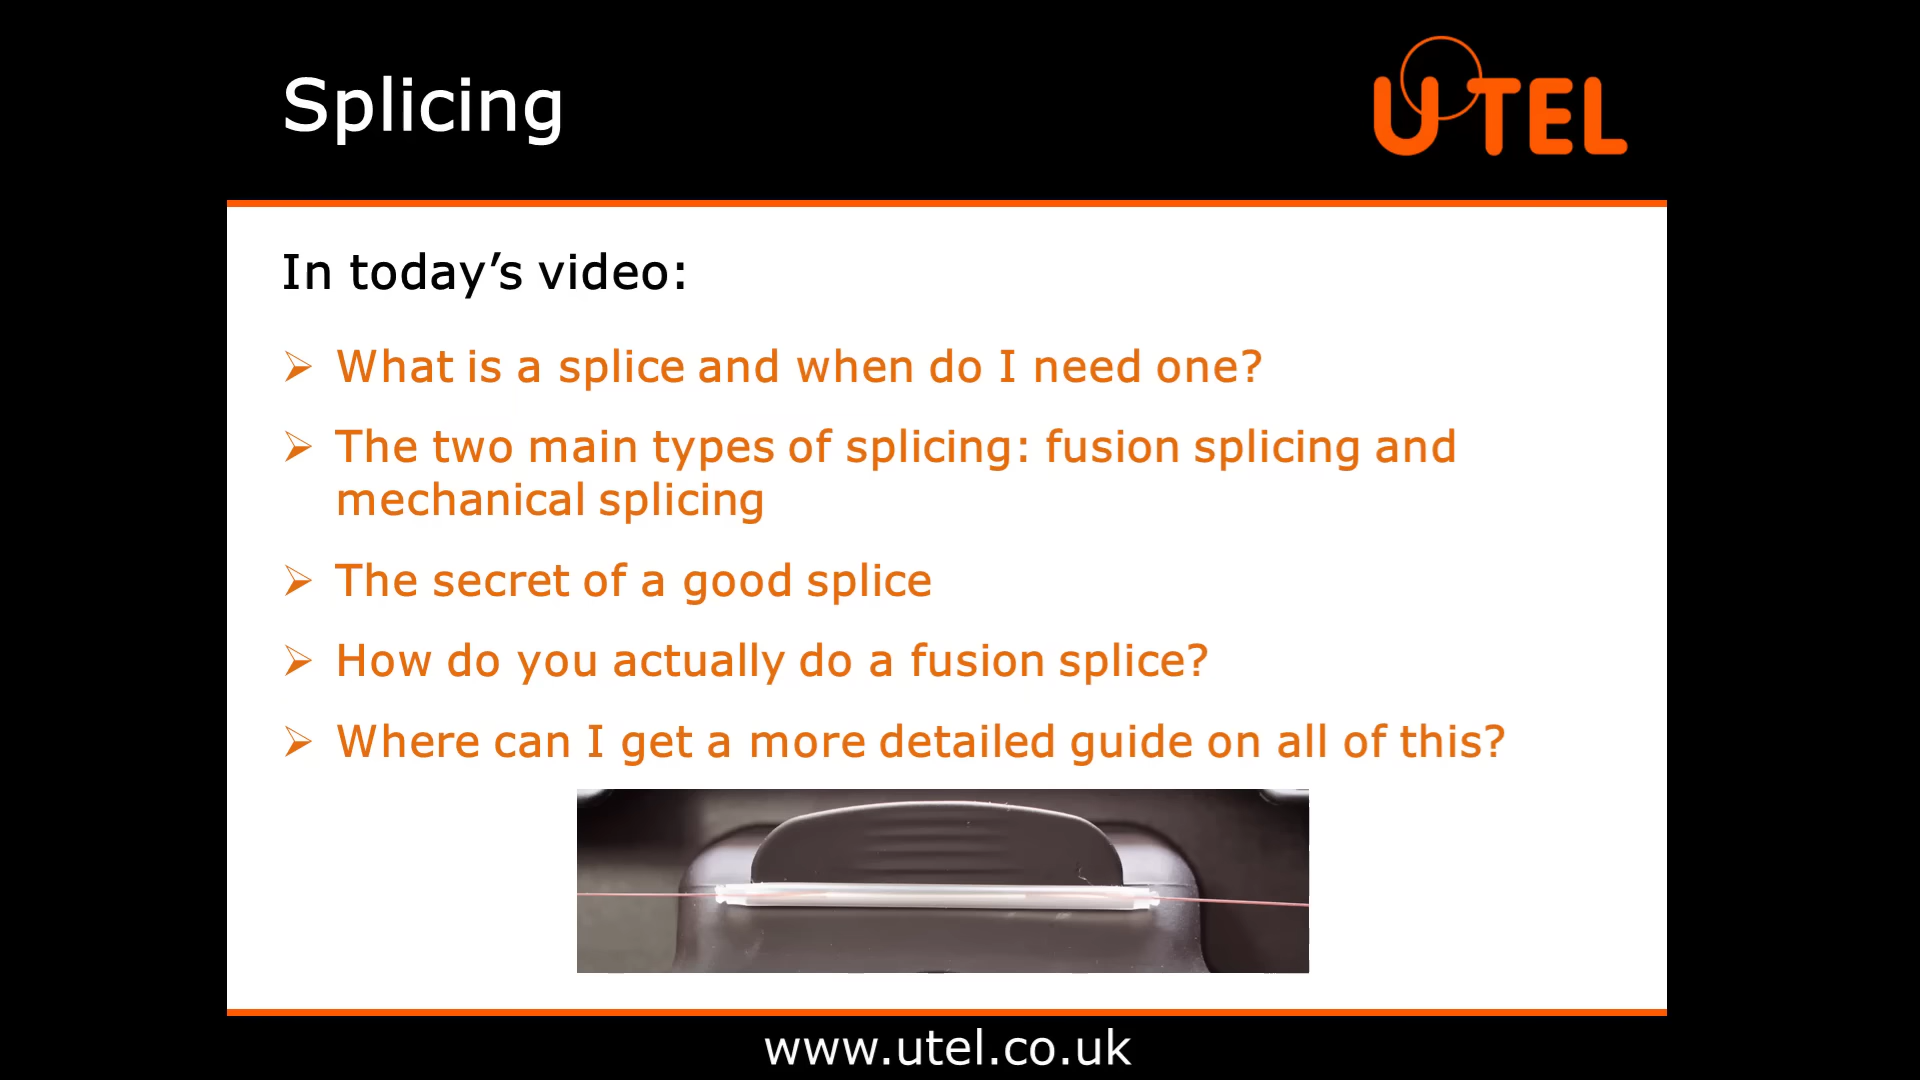 Splicing
UTEL
In today’s video:
➢ What is a splice and when do I need one?
➢ The two main types of splicing: fusion splicing and
mechanical splicing
➢ The secret of a good splice
➢ How do you actually do a fusion splice?
➢ Where can I get a more detailed guide on all of this?
www.utel.co.uk